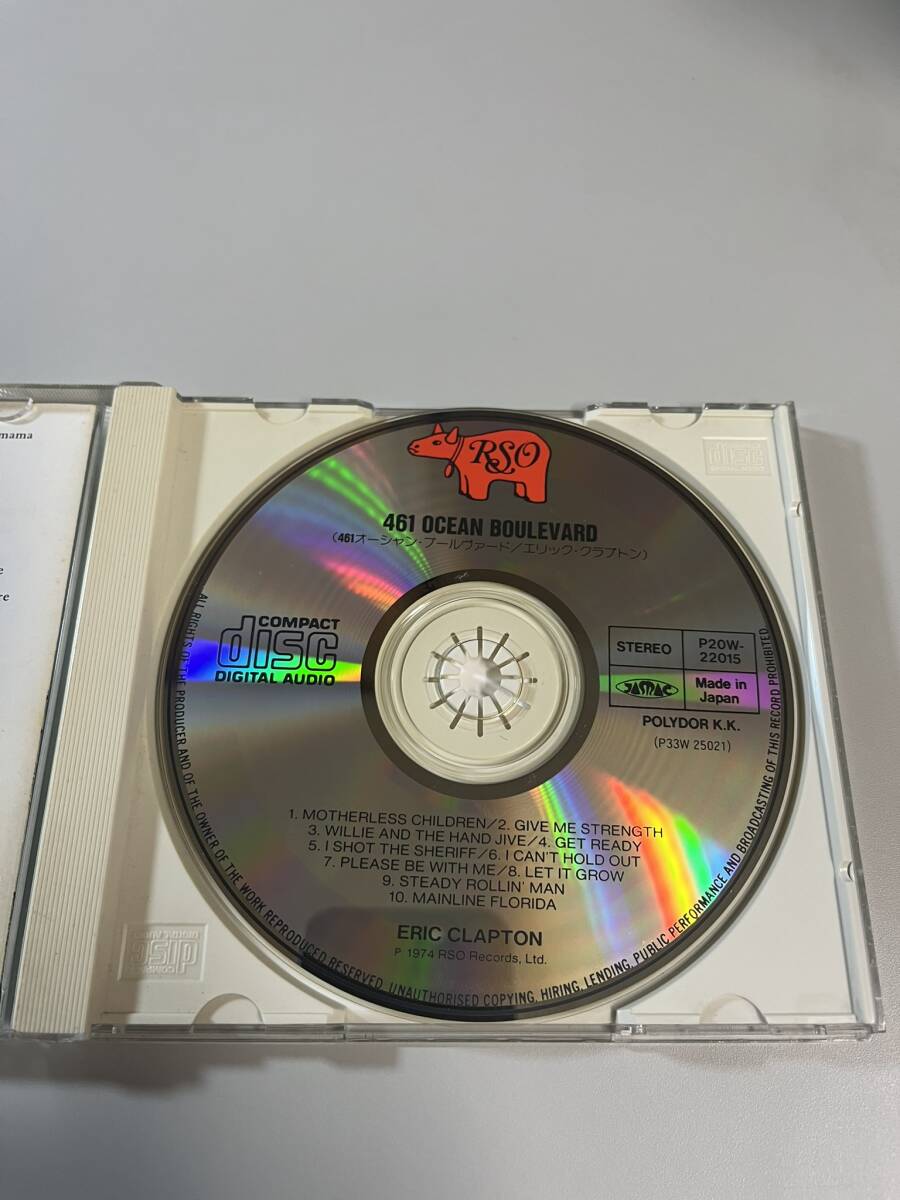 mama
e
re
RSO
461 OCEAN BOULEVARD
(461オーシャン・ブールヴァード/エリック・クラプトン)
COMPACT
disc
DIGITAL AUDIO
STEREO
P20W-
22015
JASRAC
Made in
Japan
POLYDOR K.K.
(P33W 25021)
1. MOTHERLESS CHILDREN/2. GIVE ME STRENGTH
3. WILLIE AND THE HAND JIVE/4. GET READY
5. I SHOT THE SHERIFF/6. I CAN'T HOLD OUT
7. PLEASE BE WITH ME/8. LET IT GROW
9. STEADY ROLLIN' MAN
10. MAINLINE FLORIDA
ERIC CLAPTON
P 1974 RSO Records, Ltd.
ALL RIGHTS OF THE PRODUCER AND OF THE OWNER OF THE WORK REPRODUCED RESERVED. UNAUTHORISED COPYING, HIRING, LENDING, PUBLIC PERFORMANCE AND BROADCASTING OF THIS RECORD PROHIBITED
disc
DIGITAL AUDIO
COMPACT
disc